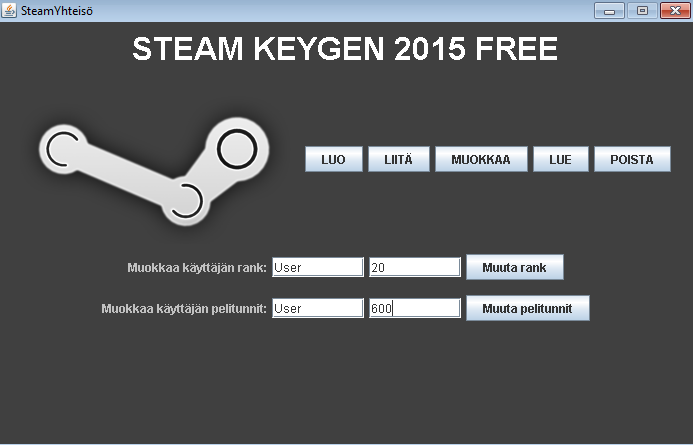 SteamYhteisö
STEAM KEYGEN 2015 FREE
LUO LIITÄ MUOKKAA LUE POISTA
Muokkaa käyttäjän rank: User 20 Muuta rank
Muokkaa käyttäjän pelitunnit: User 600 Muuta pelitunnit